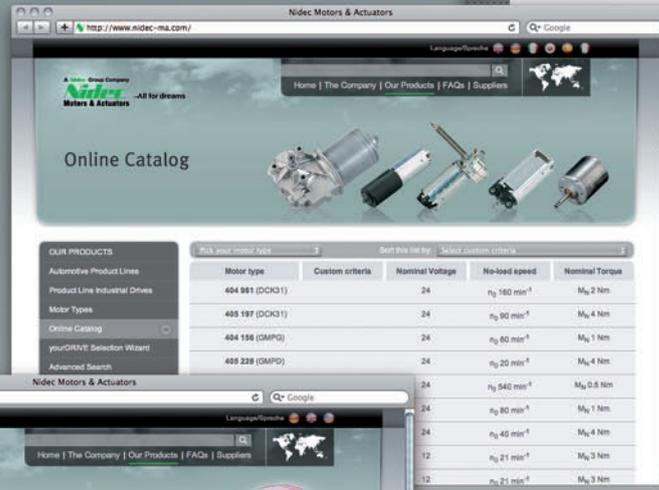 Nidec Motors & Actuators
http://www.nidec-ma.com/
Google
Language/Sprache
A Nidec Group Company
Nidec
Motors & Actuators
-All for dreams
Home | The Company | Our Products | FAQs | Suppliers
Online Catalog
OUR PRODUCTS
Automotive Product Lines
Product Line Industrial Drives
Motor Types
Online Catalog
yourDRIVE Selection Wizard
Advanced Search
Pick your motor type
Sort this list by: Select custom criteria
Motor type Custom criteria Nominal Voltage No-load speed Nominal Torque
404 981 (DCK31) 24 n0 160 min-1 MN 2 Nm
405 197 (DCK31) 24 n0 90 min-1 MN 4 Nm
404 156 (GMPG) 24 n0 60 min-1 MN 1 Nm
405 228 (GMPD) 24 n0 20 min-1 MN 4 Nm
24 n0 540 min-1 MN 0.5 Nm
24 n0 80 min-1 MN 1 Nm
24 n0 40 min-1 MN 4 Nm
12 n0 21 min-1 MN 3 Nm
12 n0 21 min-1 MN 3 Nm
Nidec Motors & Actuators
Google
Language/Sprache
Home | The Company | Our Products | FAQs | Suppliers